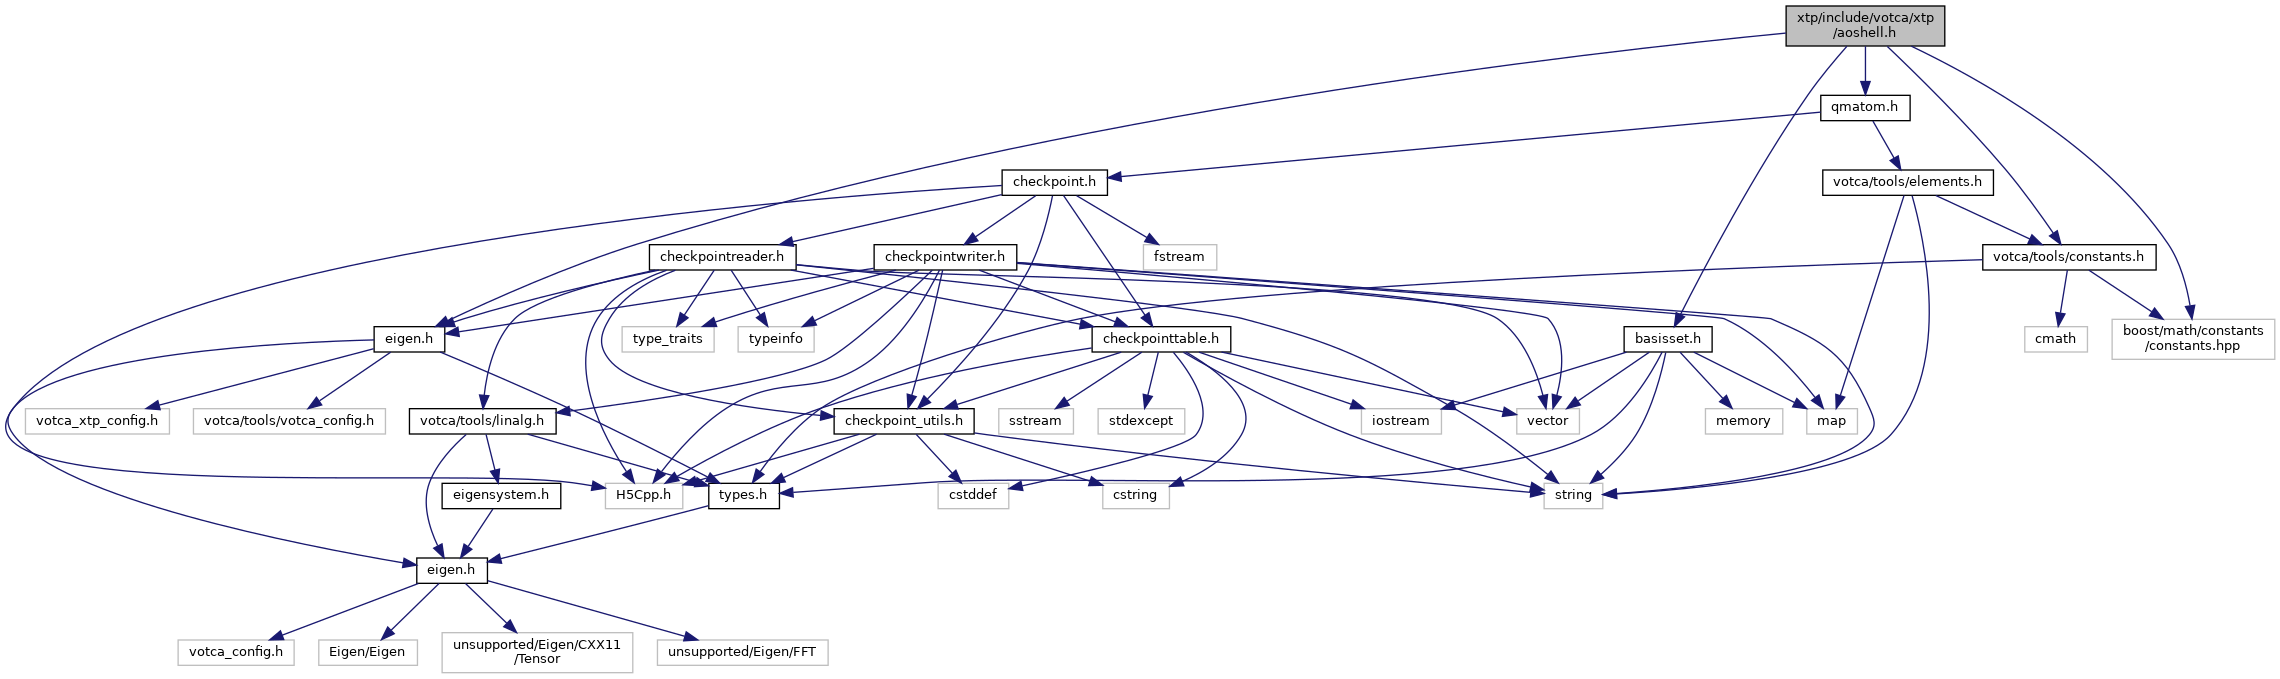 xtp/include/votca/xtp
/aoshell.h
qmatom.h
checkpoint.h
votca/tools/elements.h
checkpointreader.h
checkpointwriter.h
fstream
votca/tools/constants.h
eigen.h
type_traits
typeinfo
checkpointtable.h
basisset.h
cmath
boost/math/constants
/constants.hpp
votca_xtp_config.h
votca/tools/votca_config.h
votca/tools/linalg.h
checkpoint_utils.h
sstream
stdexcept
iostream
vector
memory
map
eigensystem.h
H5Cpp.h
types.h
cstddef
cstring
string
eigen.h
votca_config.h
Eigen/Eigen
unsupported/Eigen/CXX11
/Tensor
unsupported/Eigen/FFT